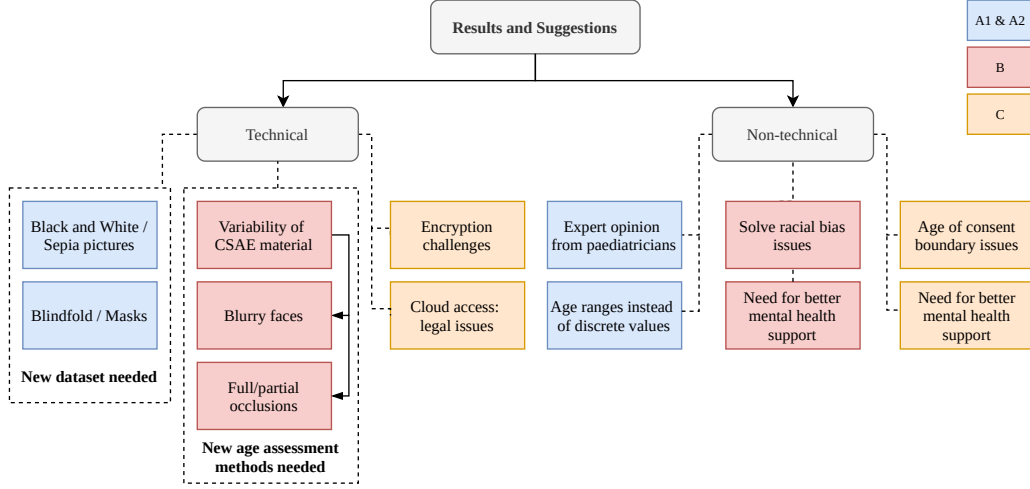 Results and Suggestions
A1 & A2
B
C
Technical
Non-technical
Black and White /
Sepia pictures
Blindfold / Masks
New dataset needed
Variability of
CSAE material
Blurry faces
Full/partial
occlusions
New age assessment
methods needed
Encryption
challenges
Cloud access:
legal issues
Expert opinion
from paediatricians
Age ranges instead
of discrete values
Solve racial bias
issues
Need for better
mental health
support
Age of consent
boundary issues
Need for better
mental health
support